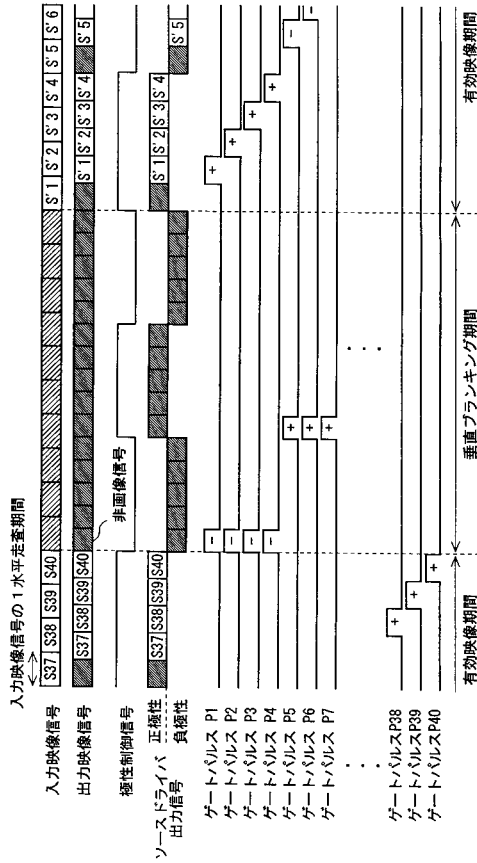 入力映像信号の1水平走査期間
入力映像信号 S37 S38 S39 S40 S'1 S'2 S'3 S'4 S'5 S'6
出力映像信号 S37 S38 S39 S40 S'1 S'2 S'3 S'4 S'5
非画像信号
極性制御信号
ソースドライバ 正極性 S37 S38 S39 S40 S'1 S'2 S'3 S'4
出力信号 負極性 S'5
ゲートパルス P1 − +
ゲートパルス P2 − +
ゲートパルス P3 − +
ゲートパルス P4 − +
ゲートパルス P5 + −
ゲートパルス P6 + −
ゲートパルス P7 +
・・・ ・・・
ゲートパルスP38 +
ゲートパルスP39 +
ゲートパルスP40 +
有効映像期間 垂直ブランキング期間 有効映像期間